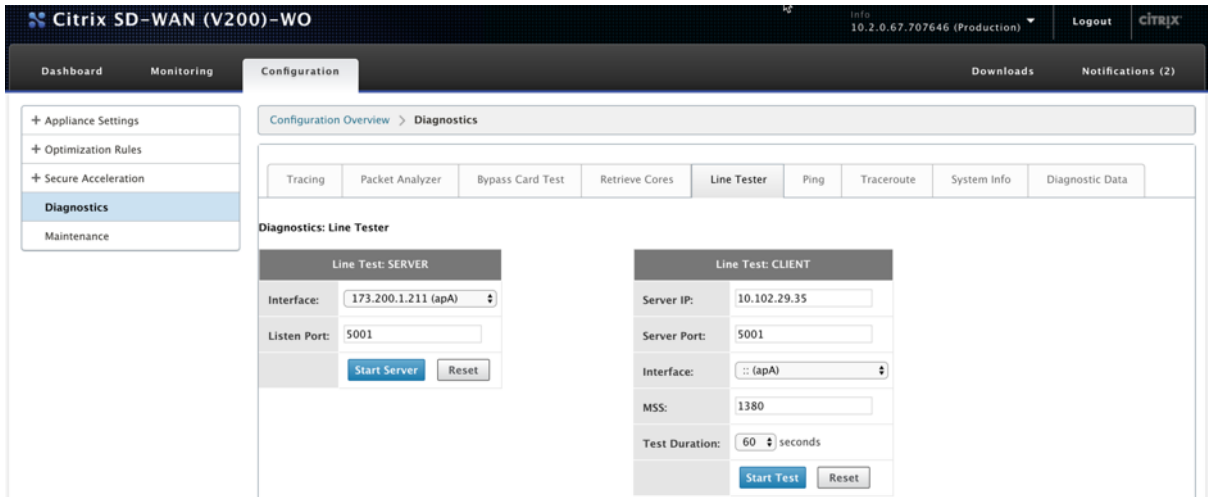 Citrix SD-WAN (V200)-WO
Info
10.2.0.67.707646 (Production)
Logout
CİTRIX
Dashboard Monitoring Configuration Downloads Notifications (2)
+ Appliance Settings
+ Optimization Rules
+ Secure Acceleration
Diagnostics
Maintenance
Configuration Overview > Diagnostics
Tracing Packet Analyzer Bypass Card Test Retrieve Cores Line Tester Ping Traceroute System Info Diagnostic Data
Diagnostics: Line Tester
Line Test: SERVER
Interface: 173.200.1.211 (apA)
Listen Port: 5001
Start Server Reset
Line Test: CLIENT
Server IP: 10.102.29.35
Server Port: 5001
Interface: :: (apA)
MSS: 1380
Test Duration: 60 seconds
Start Test Reset